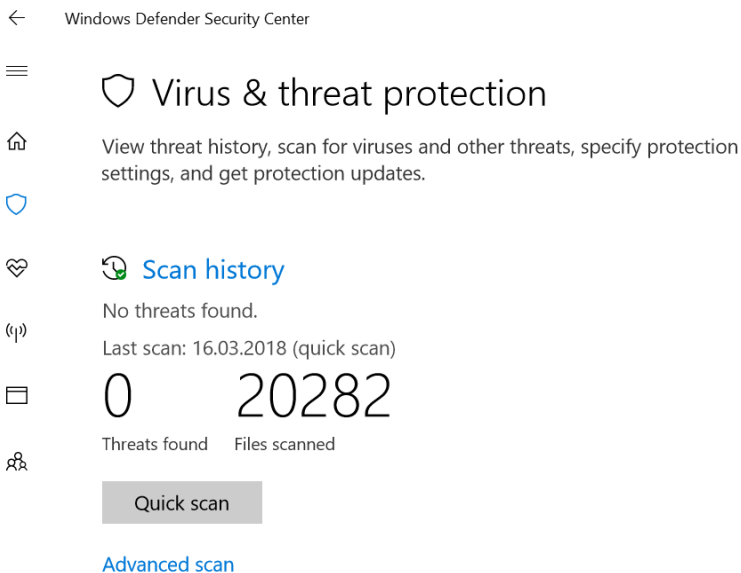 Windows Defender Security Center
Virus & threat protection
View threat history, scan for viruses and other threats, specify protection
settings, and get protection updates.
Scan history
No threats found.
Last scan: 16.03.2018 (quick scan)
0 20282
Threats found Files scanned
Quick scan
Advanced scan